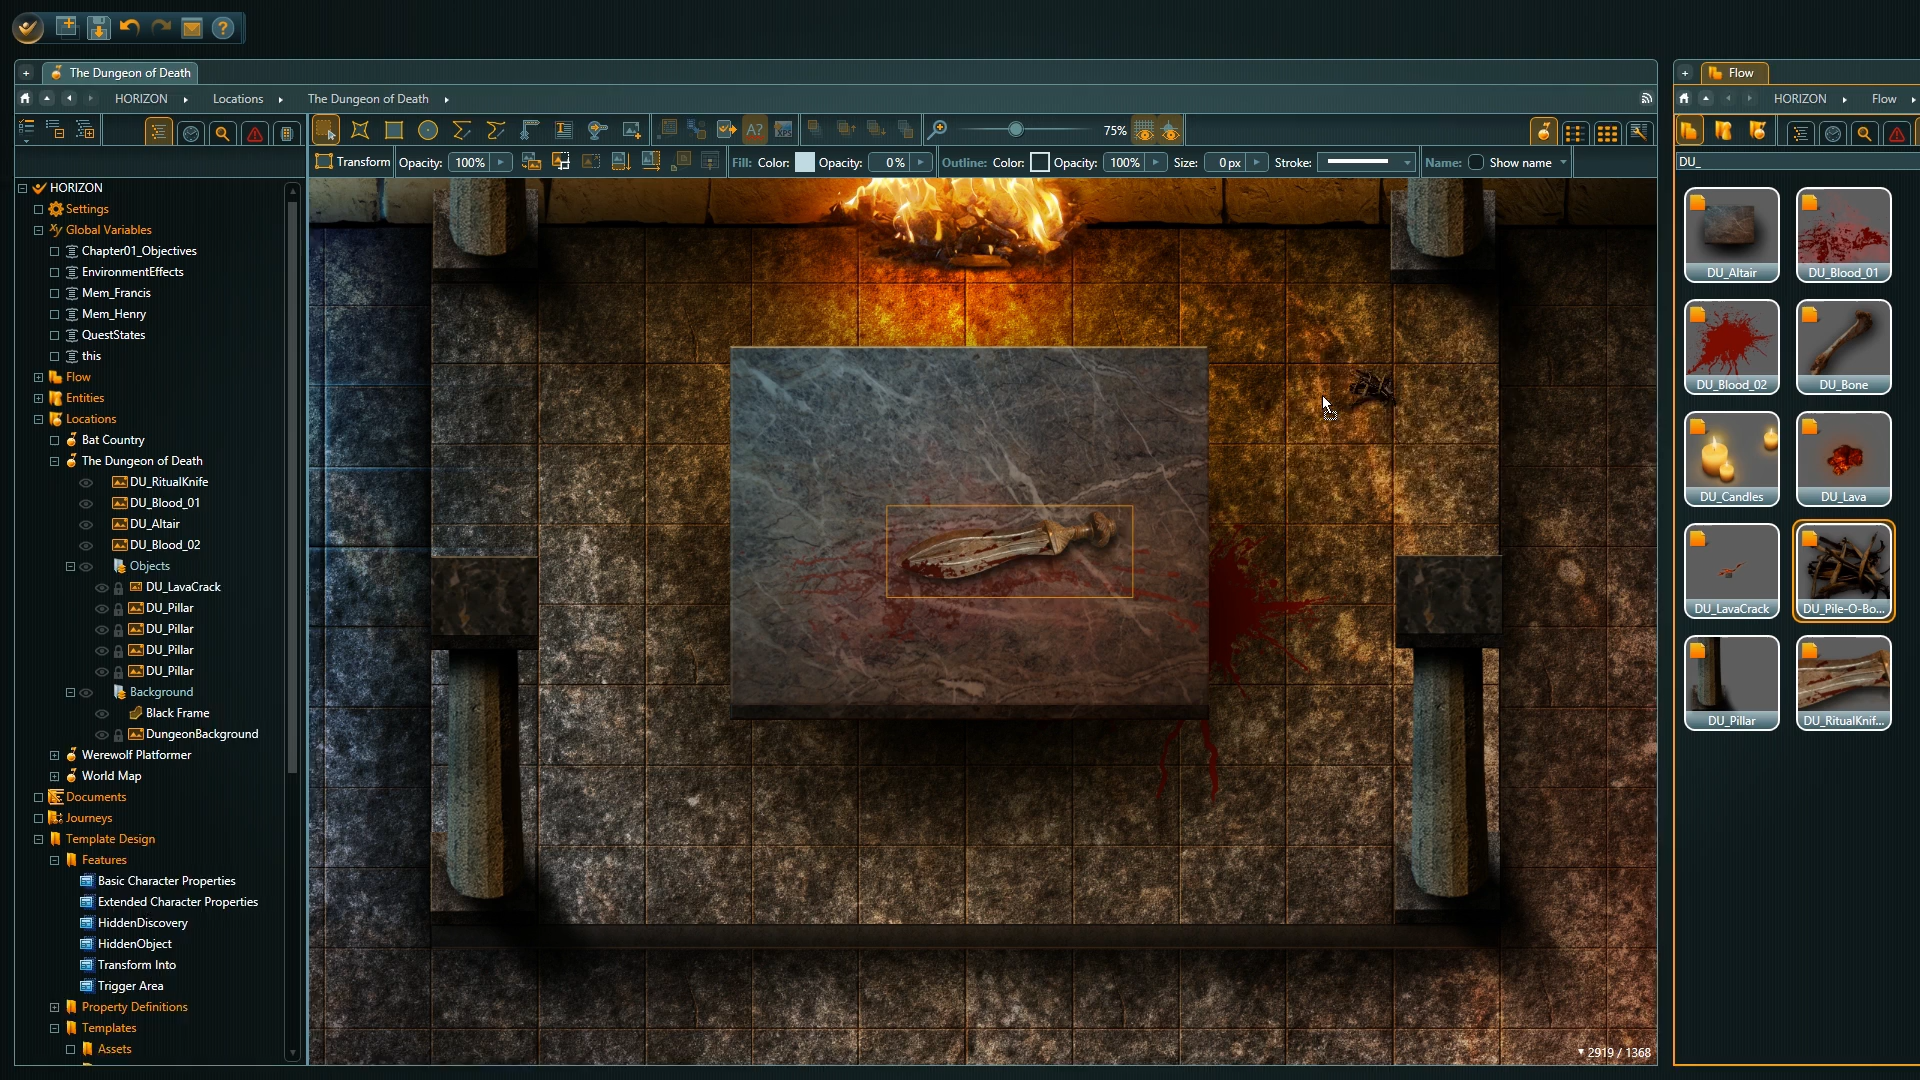 The Dungeon of Death
Flow
HORIZON Locations The Dungeon of Death
HORIZON Flow
75%
Transform Opacity: 100% Fill: Color: Opacity: 0 % Outline: Color: Opacity: 100% Size: 0 px Stroke: Name: Show name
DU_
HORIZON
Settings
Global Variables
Chapter01_Objectives
EnvironmentEffects
Mem_Francis
Mem_Henry
QuestStates
this
Flow
Entities
Locations
Bat Country
The Dungeon of Death
DU_RitualKnife
DU_Blood_01
DU_Altair
DU_Blood_02
Objects
DU_LavaCrack
DU_Pillar
DU_Pillar
DU_Pillar
DU_Pillar
Background
Black Frame
DungeonBackground
Werewolf Platformer
World Map
Documents
Journeys
Template Design
Features
Basic Character Properties
Extended Character Properties
HiddenDiscovery
HiddenObject
Transform Into
Trigger Area
Property Definitions
Templates
Assets
2919 / 1368
DU_Altair DU_Blood_01
DU_Blood_02 DU_Bone
DU_Candles DU_Lava
DU_LavaCrack DU_Pile-O-Bo...
DU_Pillar DU_RitualKnif...